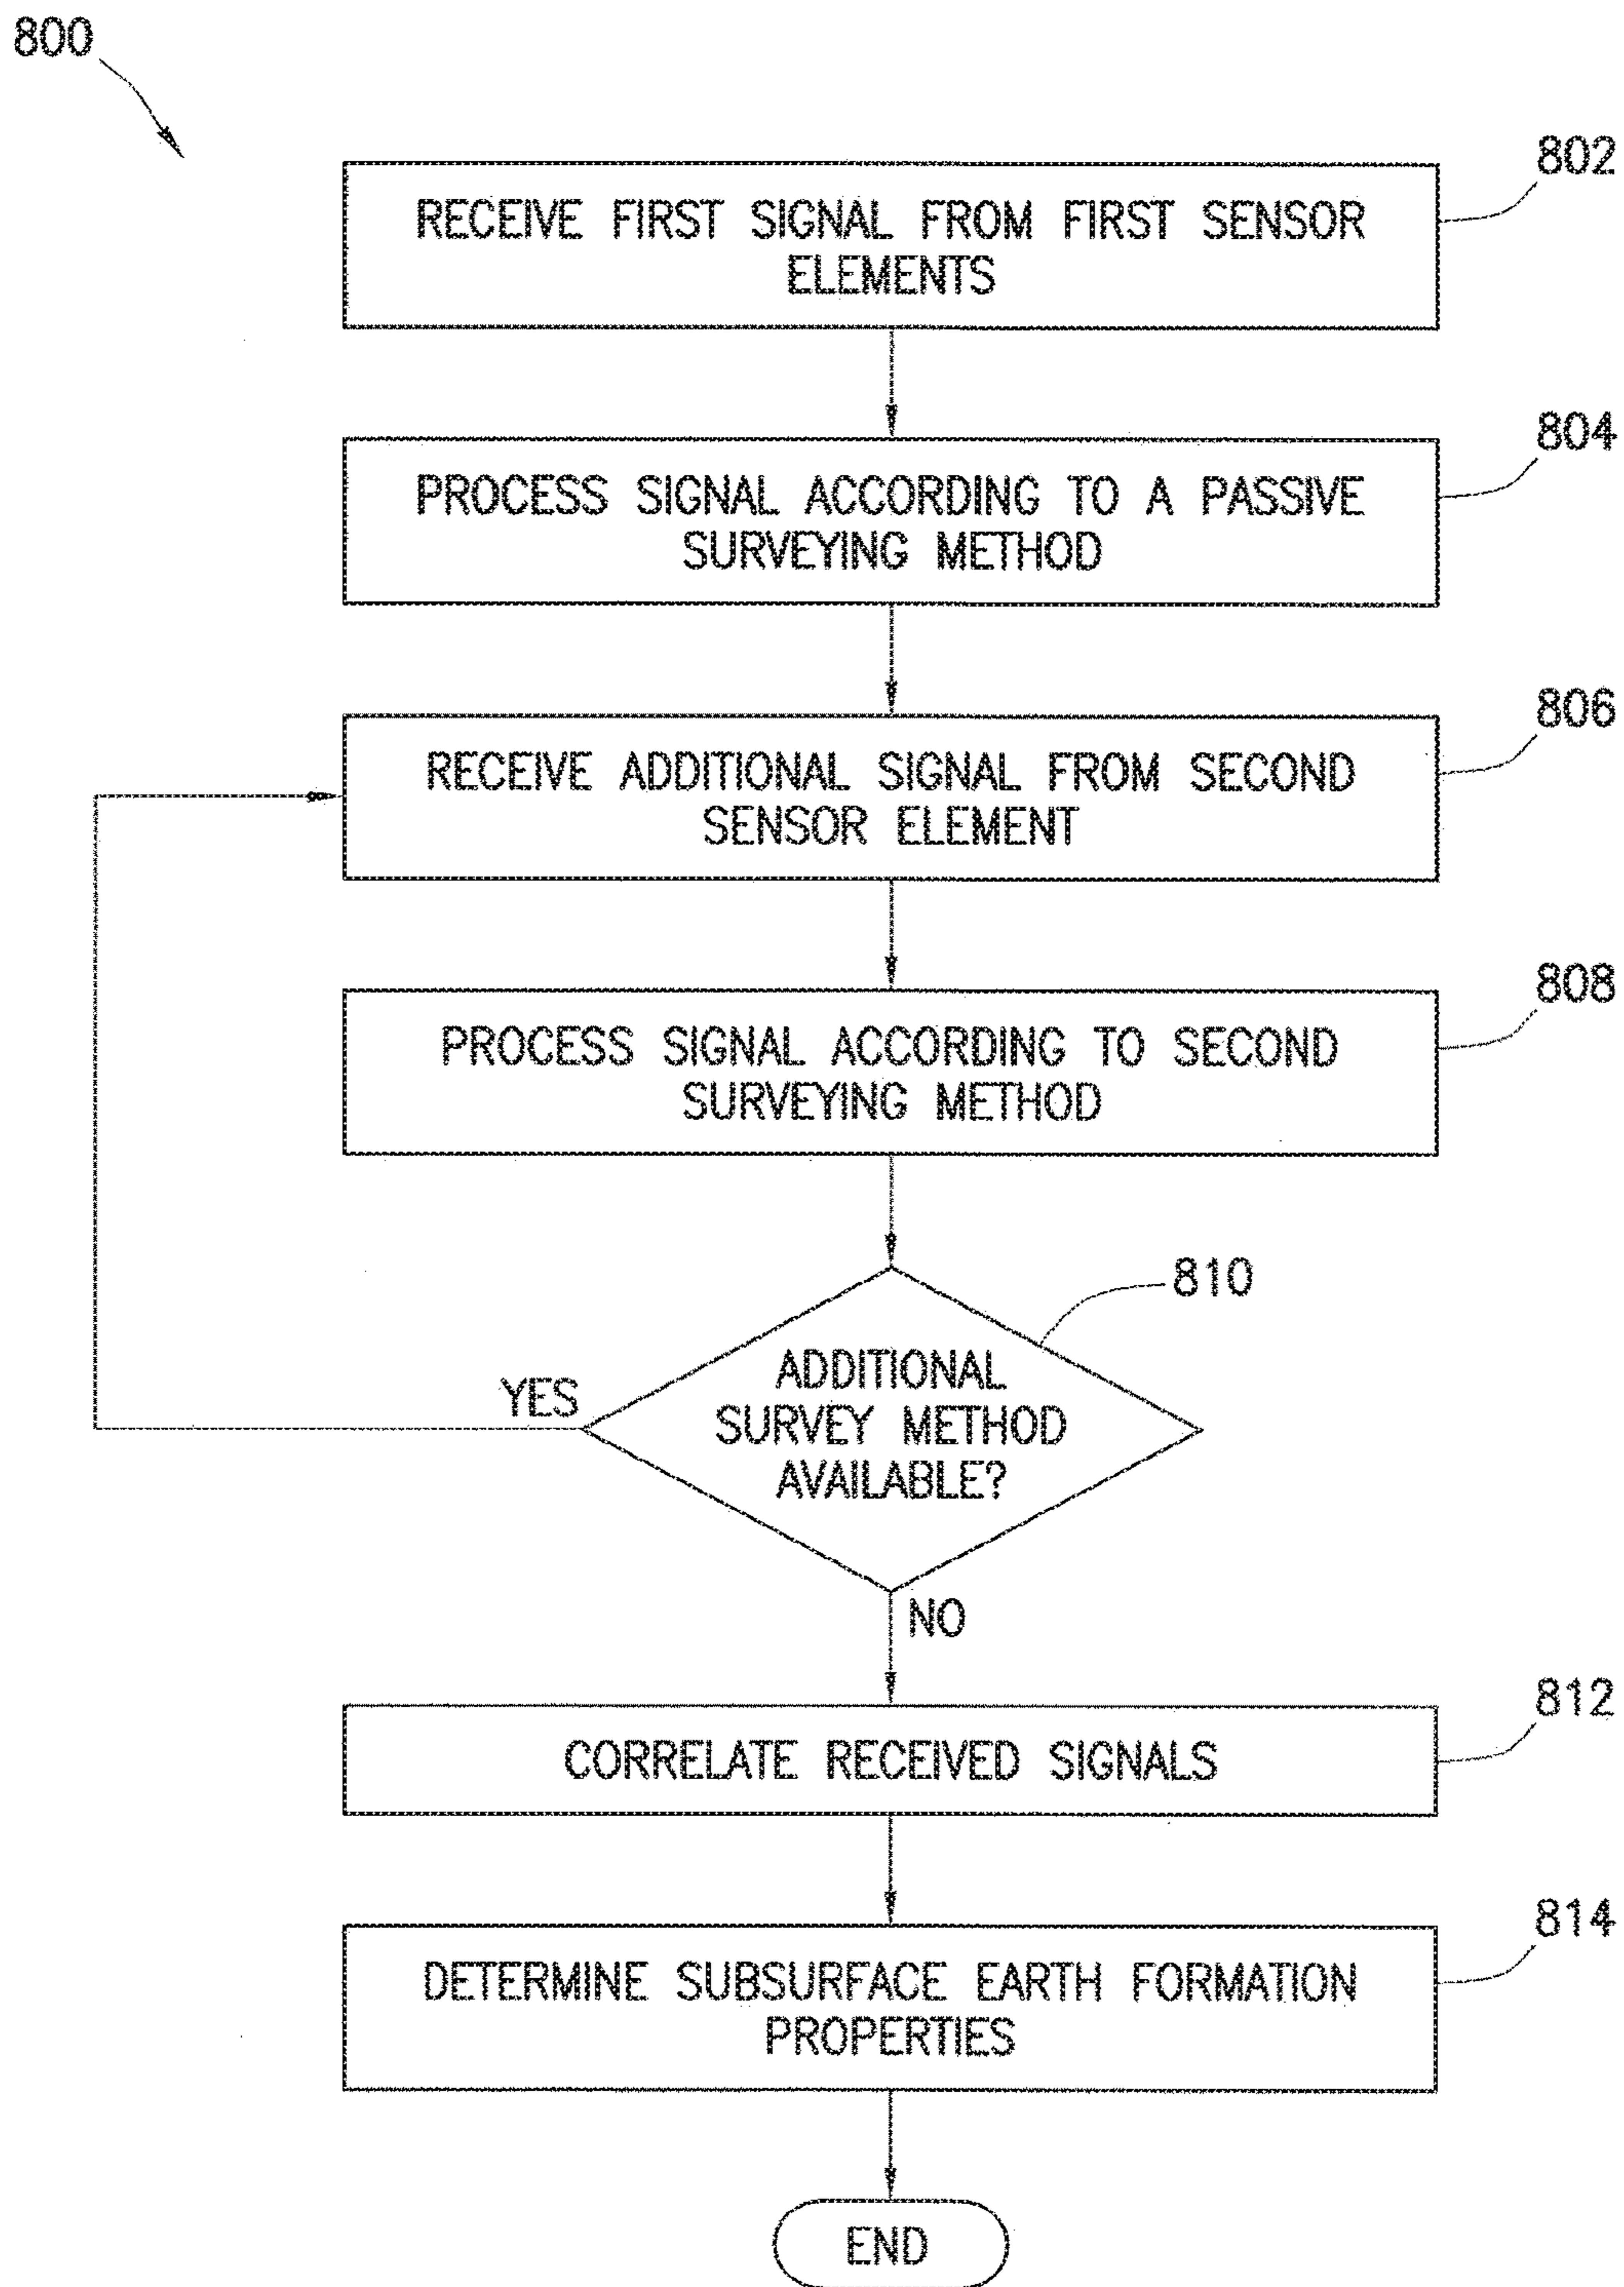 800
802
RECEIVE FIRST SIGNAL FROM FIRST SENSOR
ELEMENTS
804
PROCESS SIGNAL ACCORDING TO A PASSIVE
SURVEYING METHOD
806
RECEIVE ADDITIONAL SIGNAL FROM SECOND
SENSOR ELEMENT
808
PROCESS SIGNAL ACCORDING TO SECOND
SURVEYING METHOD
810
ADDITIONAL
SURVEY METHOD
AVAILABLE?
YES
NO
812
CORRELATE RECEIVED SIGNALS
814
DETERMINE SUBSURFACE EARTH FORMATION
PROPERTIES
END